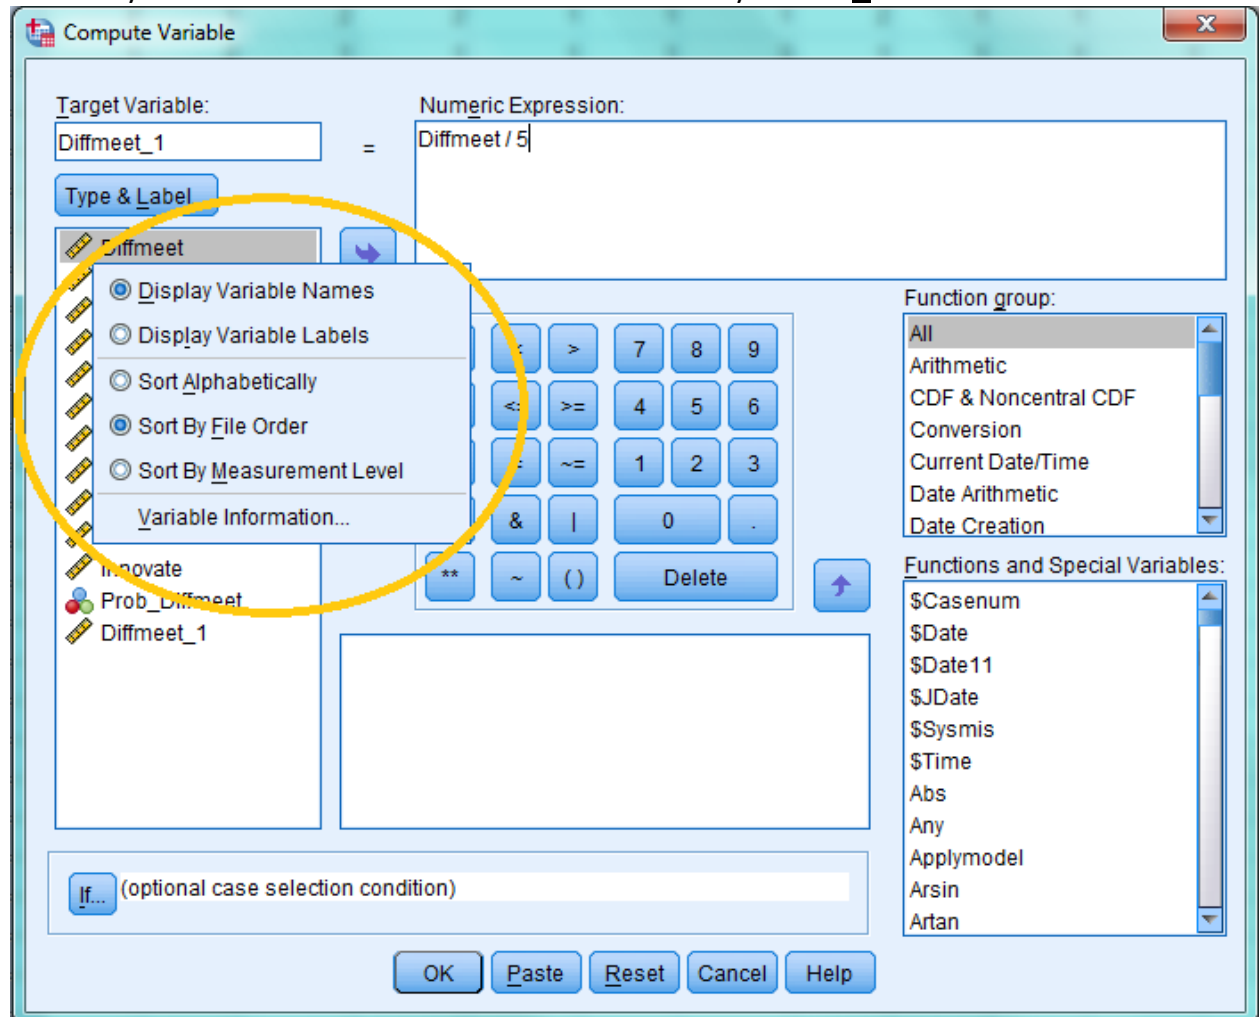 Compute Variable
X
Target Variable:
Numeric Expression:
Diffmeet_1
=
Diffmeet / 5
Type & Label
Diffmeet
Display Variable Names
Display Variable Labels
Sort Alphabetically
Sort By File Order
Sort By Measurement Level
Variable Information...
Innovate
Prob_Diffmeet
Diffmeet_1
> 7 8 9
>= 4 5 6
~= 1 2 3
& | 0 .
** ~ () Delete
Function group:
All
Arithmetic
CDF & Noncentral CDF
Conversion
Current Date/Time
Date Arithmetic
Date Creation
Functions and Special Variables:
$Casenum
$Date
$Date11
$JDate
$Sysmis
$Time
Abs
Any
Applymodel
Arsin
Artan
If... (optional case selection condition)
OK Paste Reset Cancel Help